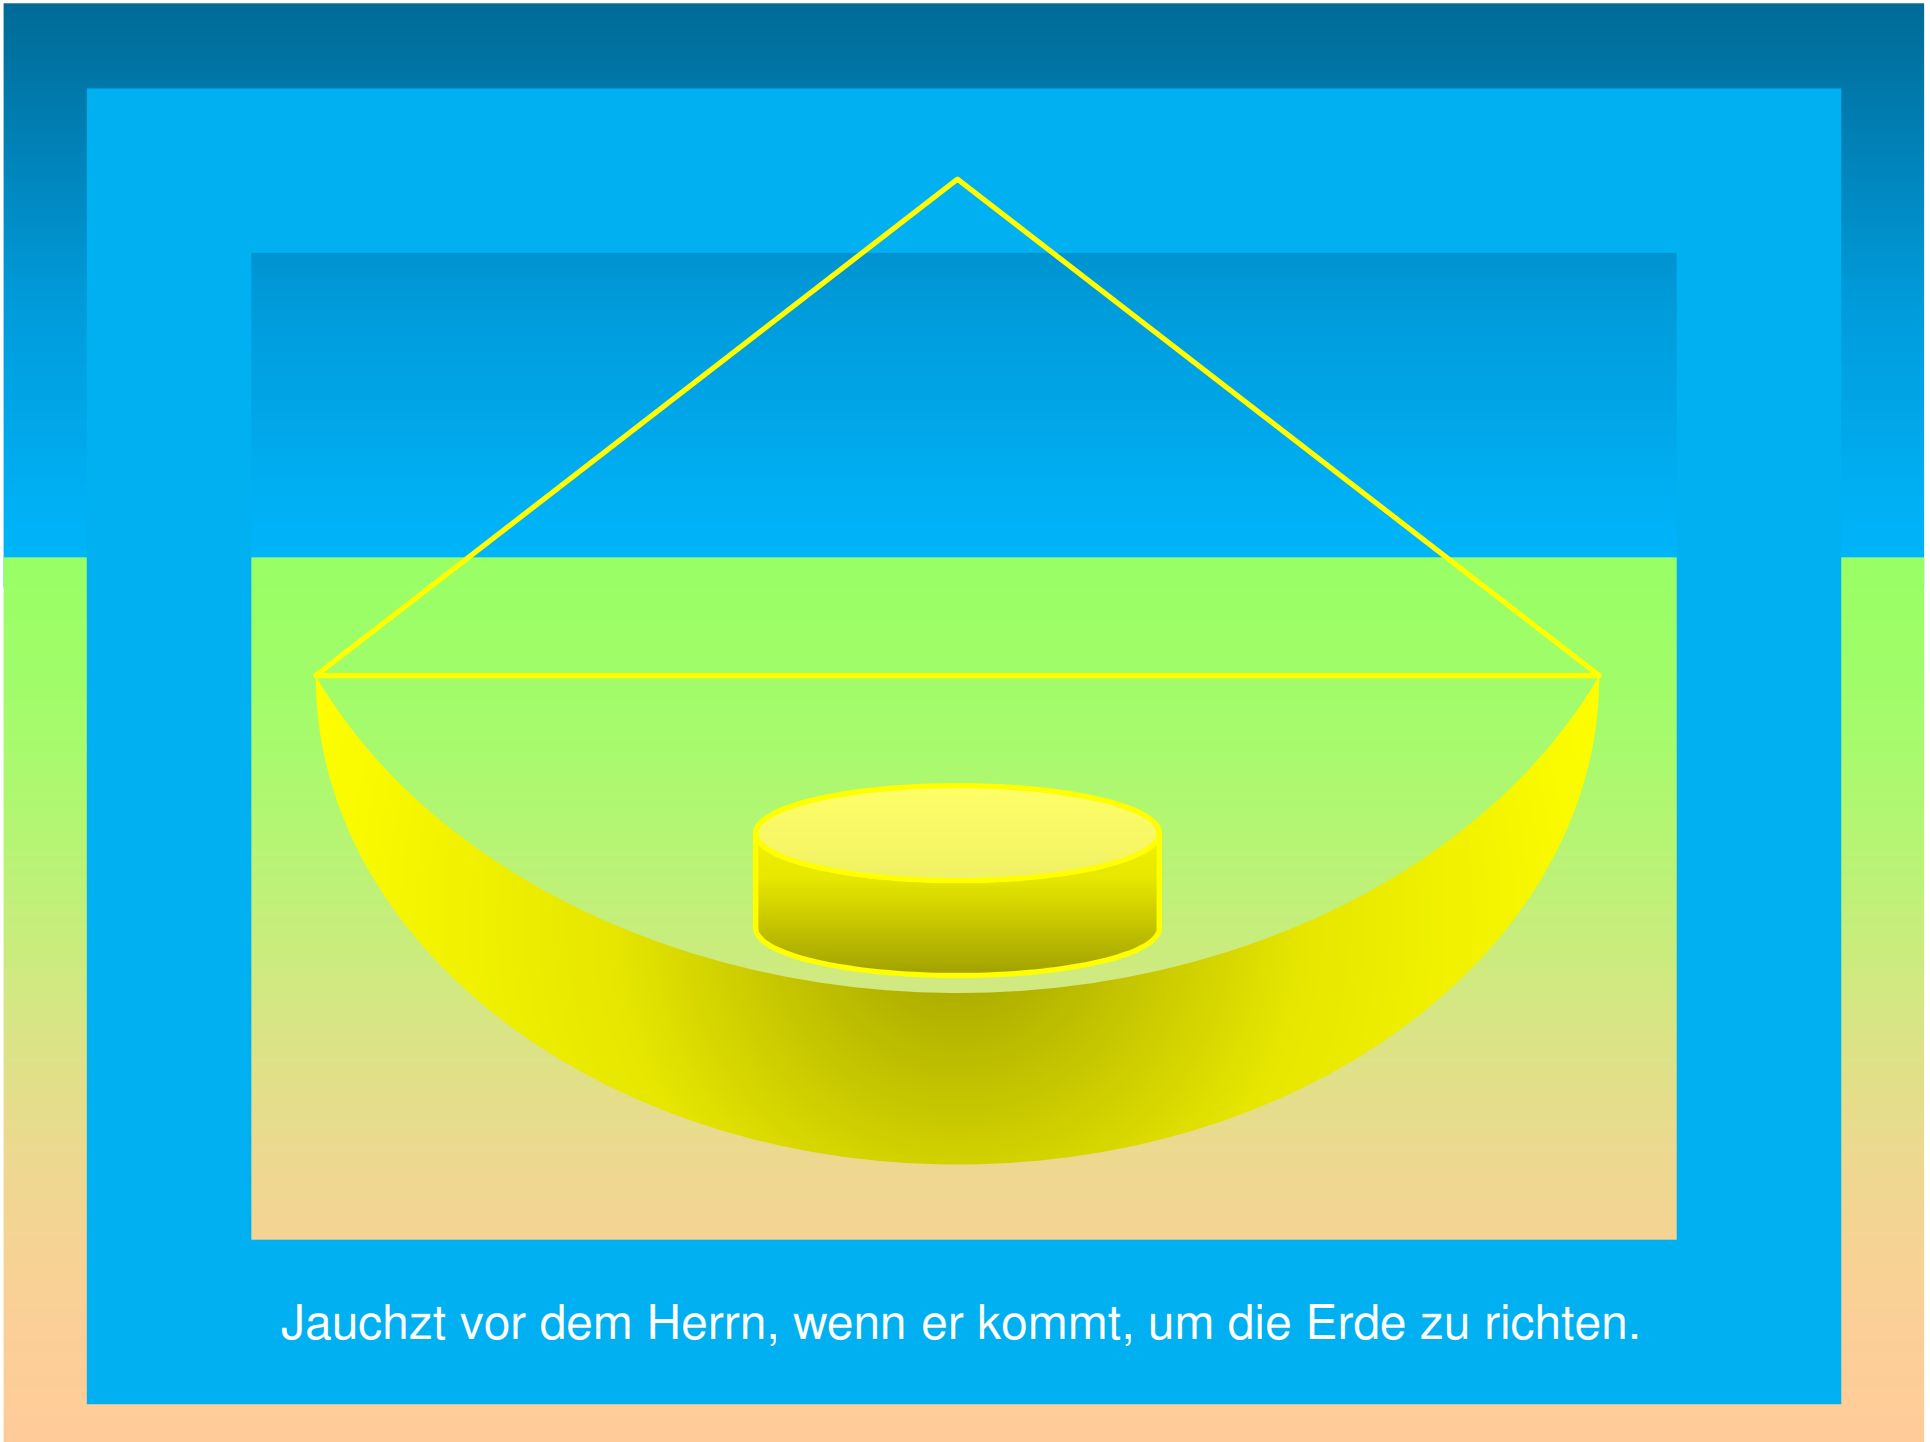 Jauchzt vor dem Herrn, wenn er kommt, um die Erde zu richten.